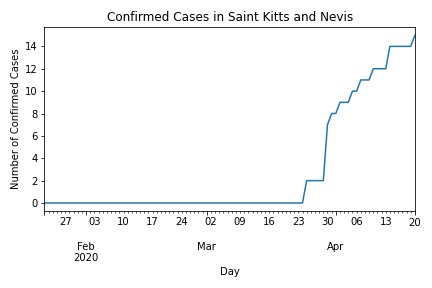 Confirmed Cases in Saint Kitts and Nevis
Number of Confirmed Cases
14
12
10
8
6
4
2
0
27 03 10 17 24 02 09 16 23 30 06 13 20
Feb Mar Apr
2020
Day